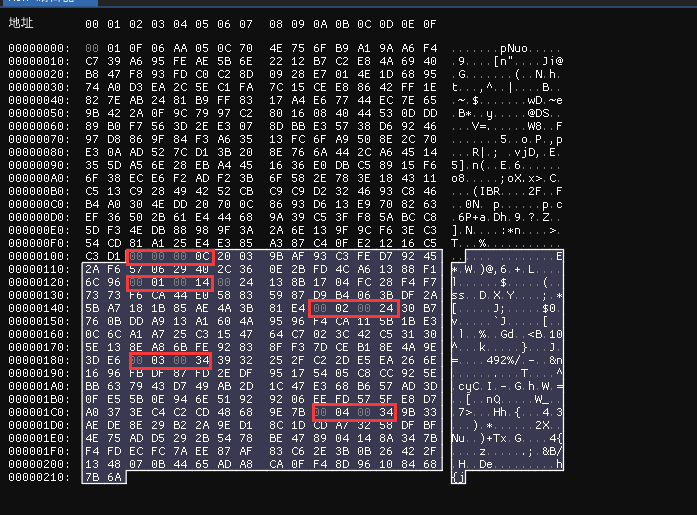 地址 00 01 02 03 04 05 06 07 08 09 0A 0B 0C 0D 0E 0F
00000000: 00 01 0F 06 AA 05 0C 70 4E 75 6F B9 A1 9A A6 F4 .......pNuo.....
00000010: C7 39 A6 95 FE AE 5B 6E 22 12 B7 C2 E8 4A 69 40 .9....[n"....Ji@
00000020: B8 47 F8 93 FD C0 C2 8D 09 28 E7 01 4E 1D 68 95 .G.......(..N.h.
00000030: 74 A0 D3 EA 2C 5E C1 FA 7C 15 CE E8 86 42 FF 1E t...,^..|....B..
00000040: 82 7E AB 24 81 B9 FF 83 17 A4 E6 77 44 EC 7E 65 .~.$.......wD.~e
00000050: 9B 42 2A 0F 9C 79 97 C2 80 16 08 40 44 53 0D DD .B*..y.....@DS..
00000060: 89 B0 F7 56 3D 2E E3 07 8D BB E3 57 38 D6 92 46 ...V=......W8..F
00000070: 97 D8 86 9F 84 F3 A6 35 13 FC 6F A9 50 8E 2C 70 .......5..o.P.,p
00000080: E3 0A AD 52 7C D1 3B 20 8E 76 6A 44 2C A6 45 14 ...R|.; .vjD,.E.
00000090: 35 5D A5 6E 28 EB A4 45 16 36 E0 DB C5 89 15 F6 5].n(..E.6......
000000A0: 6F 38 EC E6 F2 AD F2 3B 6F 58 2E 78 3E 18 43 11 o8.....;oX.x>.C.
000000B0: C5 13 C9 28 49 42 52 CB C9 C9 D2 32 46 93 C8 46 ...(IBR....2F..F
000000C0: B4 A0 30 4E DD 20 70 0C 86 93 D6 13 E9 70 82 63 ..0N. p......p.c
000000D0: EF 36 50 2B 61 E4 44 68 9A 39 C5 3F F8 5A BC C8 .6P+a.Dh.9.?.Z..
000000E0: 5D F3 4E DB 88 98 9F 3A 2A 6E 13 9F 9E C3 ].N....:*n....>.
000000F0: 54 CD 81 A1 25 E4 E3 85 A3 87 C4 0F E2 12 16 C5 T...%...........
00000100: C3 D1 00 00 00 0C 20 03 9B AF 93 C3 FE D7 92 45 ...... ........E
00000110: 2A F6 57 06 29 40 2C 36 0E 2B FD 4C A6 13 88 F1 *.W.)@,6.+.L....
00000120: 6C 96 00 01 00 14 00 24 13 8B 17 04 FC 28 F4 F7 l......$.....(..
00000130: 73 73 F6 CA 44 E0 58 83 59 87 D9 B4 06 3B DF 2A ss..D.X.Y....;.*
00000140: 5B A7 18 1B 85 AE 4A 3B 81 E4 00 02 00 24 30 B7 [.....J;.....$0.
00000150: 76 0B DD A9 13 A1 60 4A 95 96 F4 CA 11 5B 1B E3 v.....`J.....[..
00000160: 0C 6C A1 A7 25 C3 15 47 64 C7 02 3C 42 C5 31 30 .l..%..Gd..<B.10
00000170: 5E 13 8E A8 6B FE 92 83 8F F3 7D CE B1 8E 4A 9E ^...k.....}...J.
00000180: 3D E6 00 03 00 34 39 32 25 2F C2 2D E5 EA 26 6E =....492%/.-..&n
00000190: 16 96 FB DF 87 FD 2E DF 95 17 54 05 C8 CC 92 5E ..........T....^
000001A0: BB 63 79 43 D7 49 AB 2D 1C 47 E3 68 B6 57 AD 3D .cyC.I.-.G.h.W.=
000001B0: 0F E5 5B 0E 94 6E 51 92 92 06 EE FD 57 5F E8 D7 ..[..nQ.....W_..
000001C0: A0 37 3E C4 C2 CD 48 68 9E 7B 00 04 00 34 9B 33 .7>...Hh.{...4.3
000001D0: AE DE 8E 29 B2 2A 9E D1 8C 1D CD A7 32 58 DF BF ...).*......2X..
000001E0: 4E 75 AD D5 29 2B 54 78 BE 47 89 04 14 8A 34 7B Nu..)+Tx.G....4{
000001F0: F4 FD EC FC 7A EE 87 AF 83 C6 2E 3B 0B 26 42 2F ....z......;.&B/
00000200: 13 48 07 0B 44 65 AD A8 CA 0F F4 8D 96 10 84 68 .H..De.........h
00000210: 7B 6A {j